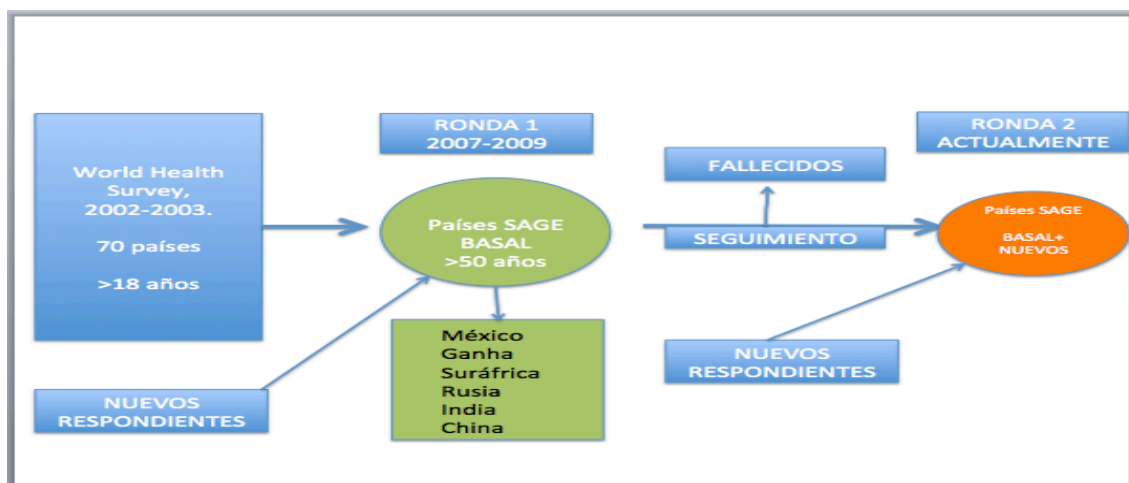 World Health
Survey,
2002-2003.
70 países
>18 años
NUEVOS
RESPONDIENTES
RONDA 1
2007-2009
Países SAGE
BASAL
>50 años
México
Ganha
Suráfrica
Rusia
India
China
FALLECIDOS
SEGUIMIENTO
NUEVOS
RESPONDIENTES
RONDA 2
ACTUALMENTE
Países SAGE
BASAL+
NUEVOS